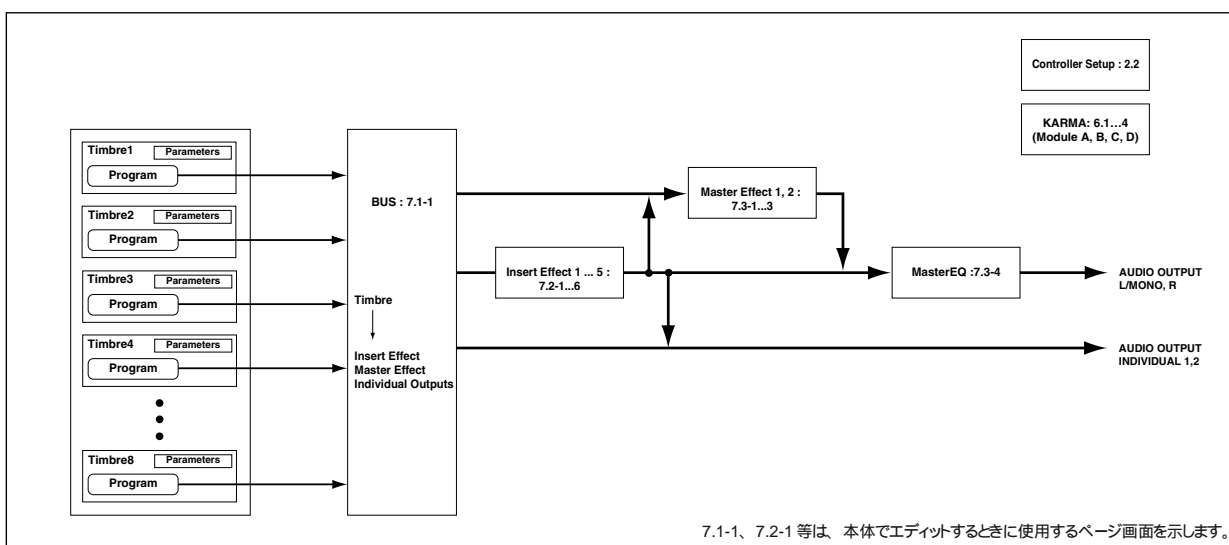 Controller Setup : 2.2
KARMA: 6.1...4
(Module A, B, C, D)
Timbre1
Parameters
Program
Timbre2
Parameters
Program
Timbre3
Parameters
Program
Timbre4
Parameters
Program
Timbre8
Parameters
Program
BUS : 7.1-1
Timbre
Insert Effect
Master Effect
Individual Outputs
Insert Effect 1 ... 5 :
7.2-1...6
Master Effect 1, 2 :
7.3-1...3
MasterEQ :7.3-4
AUDIO OUTPUT
L/MONO, R
AUDIO OUTPUT
INDIVIDUAL 1,2
7.1-1、7.2-1 等は、本体でエディットするときに使用するページ画面を示します。